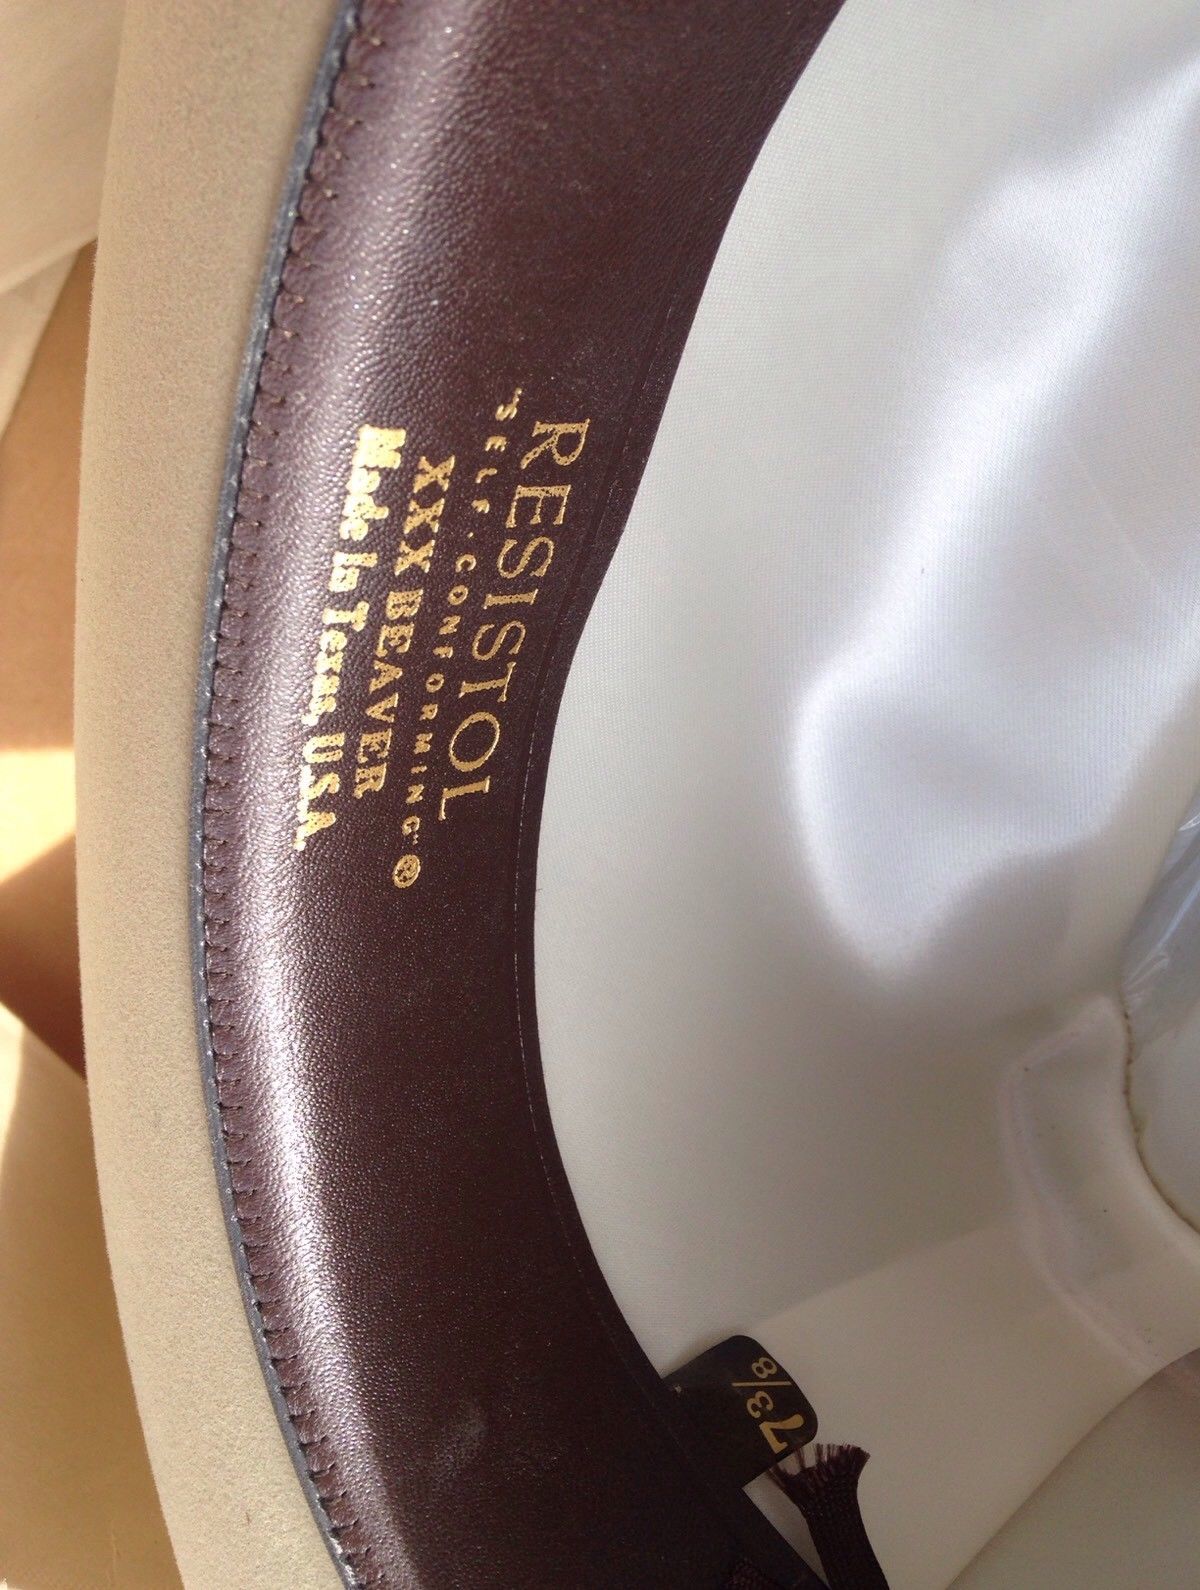 RESISTOL
"SELF-CONFORMING"®
XXX BEAVER
Made In Texas, U.S.A.
7 3/8